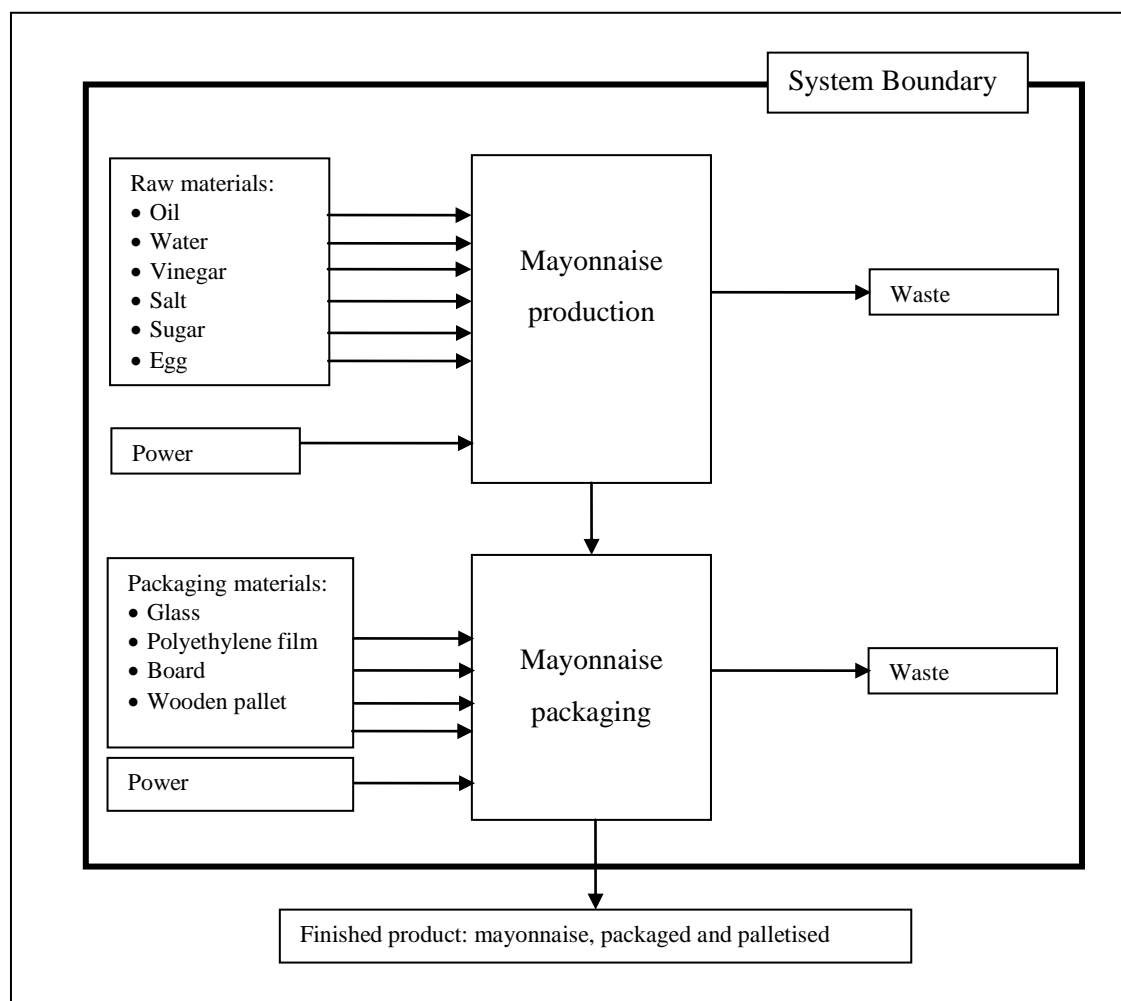 System Boundary
Raw materials:
• Oil
• Water
• Vinegar
• Salt
• Sugar
• Egg
Mayonnaise
production
Waste
Power
Packaging materials:
• Glass
• Polyethylene film
• Board
• Wooden pallet
Mayonnaise
packaging
Waste
Power
Finished product: mayonnaise, packaged and palletised